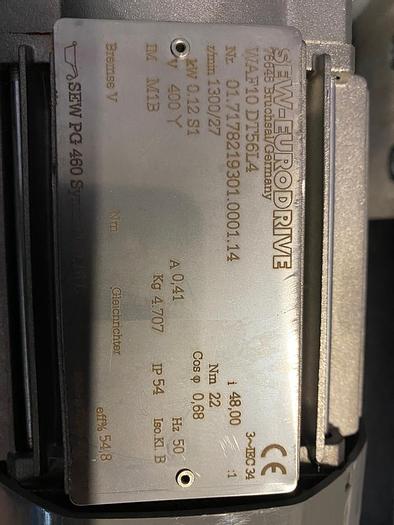 SEW-EURODRIVE
76646 Bruchsal/Germany
CE
WAF10 DT56L4 3~IEC 34
Nr. 01.7178219301.0001.14
r/min 1300/27 i 48,00 :1
kW 0.12 S1 Nm 22
V 400 Y Cos φ 0,68
A 0,41 Hz 50
IM M1B Kg 4.707 IP 54 Iso.Kl. B
Bremse V Nm Gleichrichter eff% 54,8
SEW PG 460